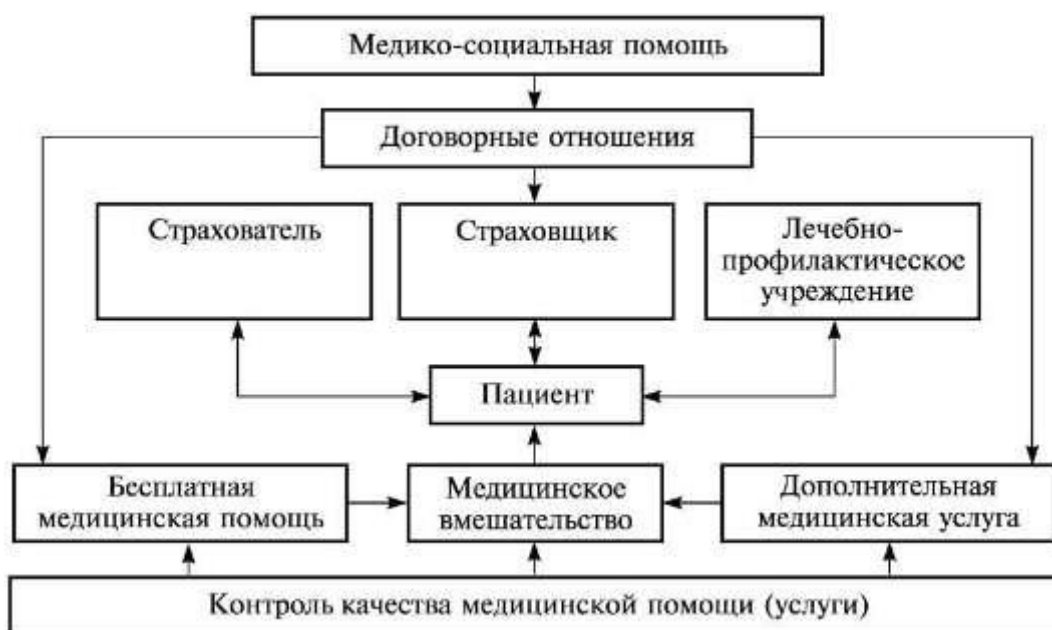 Медико-социальная помощь
Договорные отношения
Страхователь
Страховщик
Лечебно-
профилактическое
учреждение
Пациент
Бесплатная
медицинская помощь
Медицинское
вмешательство
Дополнительная
медицинская услуга
Контроль качества медицинской помощи (услуги)